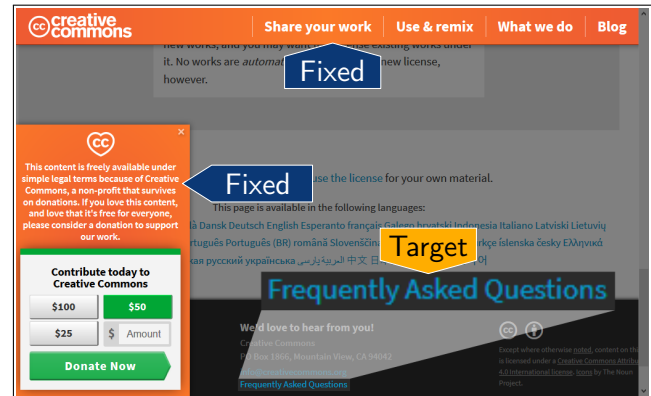 creative commons
Share your work
Use & remix
What we do
Blog
new works, and you may want
existing works under
it. No works are automat
new license,
however.
Fixed
cc
×
This content is freely available under
simple legal terms because of Creative
Commons, a non-profit that survives
on donations. If you love this content,
and love that it's free for everyone,
please consider a donation to support
our work.
Contribute today to
Creative Commons
$100
$50
$25
$ Amount
Donate Now
Fixed
use the license for your own material.
This page is available in the following languages:
Dansk Deutsch English Esperanto français Galego hrvatski Indonesia Italiano Latviski Lietuvių
Português (BR) română Slovenščina
íslenska česky Ελληνικά
русский українська
中文
Target
Frequently Asked Questions
We'd love to hear from you!
Creative Commons
PO Box 1866, Mountain View, CA 94042
info@creativecommons.org
Frequently Asked Questions
Except where otherwise noted, content on th
is licensed under a Creative Commons Attribu
4.0 International license. Icons by The Noun
Project.